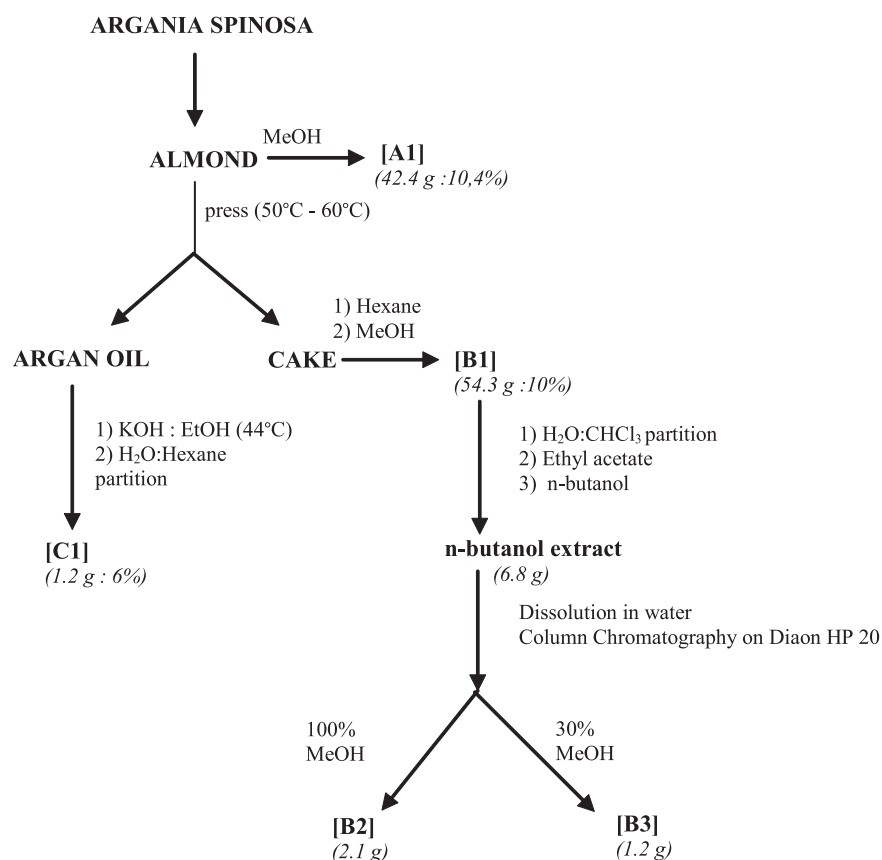 ARGANIA SPINOSA
MeOH
ALMOND
[A1]
(42.4 g :10,4%)
press (50°C - 60°C)
1) Hexane
2) MeOH
ARGAN OIL
CAKE
[B1]
(54.3 g :10%)
1) KOH : EtOH (44°C)
2) H₂O:Hexane
partition
1) H₂O:CHCl₃ partition
2) Ethyl acetate
3) n-butanol
[C1]
(1.2 g : 6%)
n-butanol extract
(6.8 g)
Dissolution in water
Column Chromatography on Diaon HP 20
100%
MeOH
30%
MeOH
[B2]
(2.1 g)
[B3]
(1.2 g)